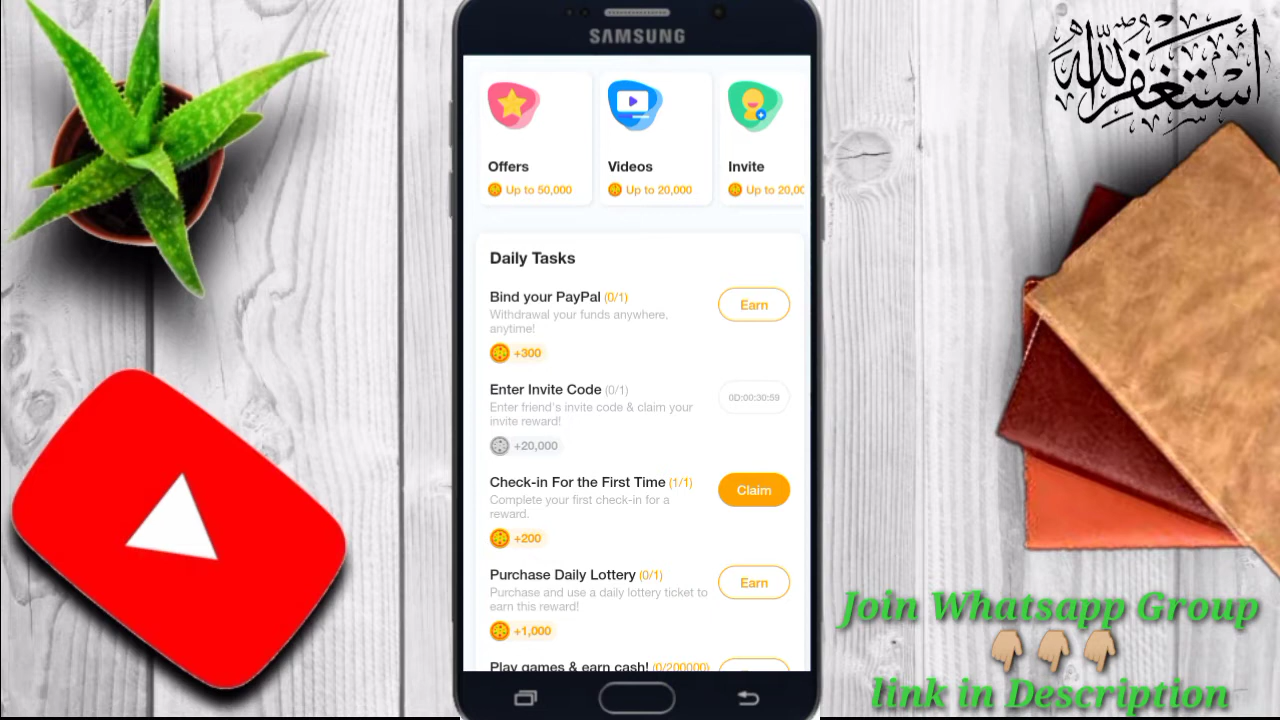 SAMSUNG
أستغفر الله
Offers
Up to 50,000
Videos
Up to 20,000
Invite
Up to 20,00
Daily Tasks
Bind your PayPal (0/1)
Withdrawal your funds anywhere,
anytime!
+300
Earn
Enter Invite Code (0/1)
Enter friend's invite code & claim your
invite reward!
+20,000
0D:00:30:59
Check-in For the First Time (1/1)
Complete your first check-in for a
reward.
+200
Claim
Purchase Daily Lottery (0/1)
Purchase and use a daily lottery ticket to
earn this reward!
+1,000
Earn
Play games & earn cash! (0/200000)
Join Whatsapp Group
👇🏽👇🏽👇🏽
link in Description